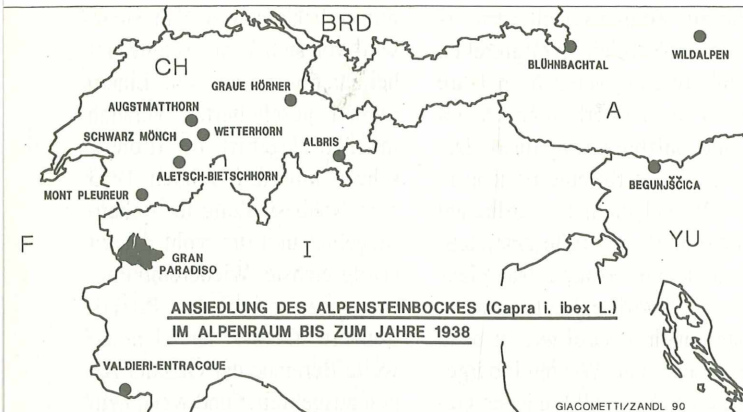 BRD
BLÜHNBACHTAL
WILDALPEN
CH
GRAUE HÖRNER
A
AUGSTMATTHORN
SCHWARZ MÖNCH
WETTERHORN
ALBRIS
ALETSCH-BIETSCHHORN
BEGUNJŠČICA
MONT PLEUREUR
F
I
YU
GRAN
PARADISO
ANSIEDLUNG DES ALPENSTEINBOCKES (Capra i. ibex L.)
IM ALPENRAUM BIS ZUM JAHRE 1938
VALDIERI-ENTRACQUE
GIACOMETTI/ZANDL 90